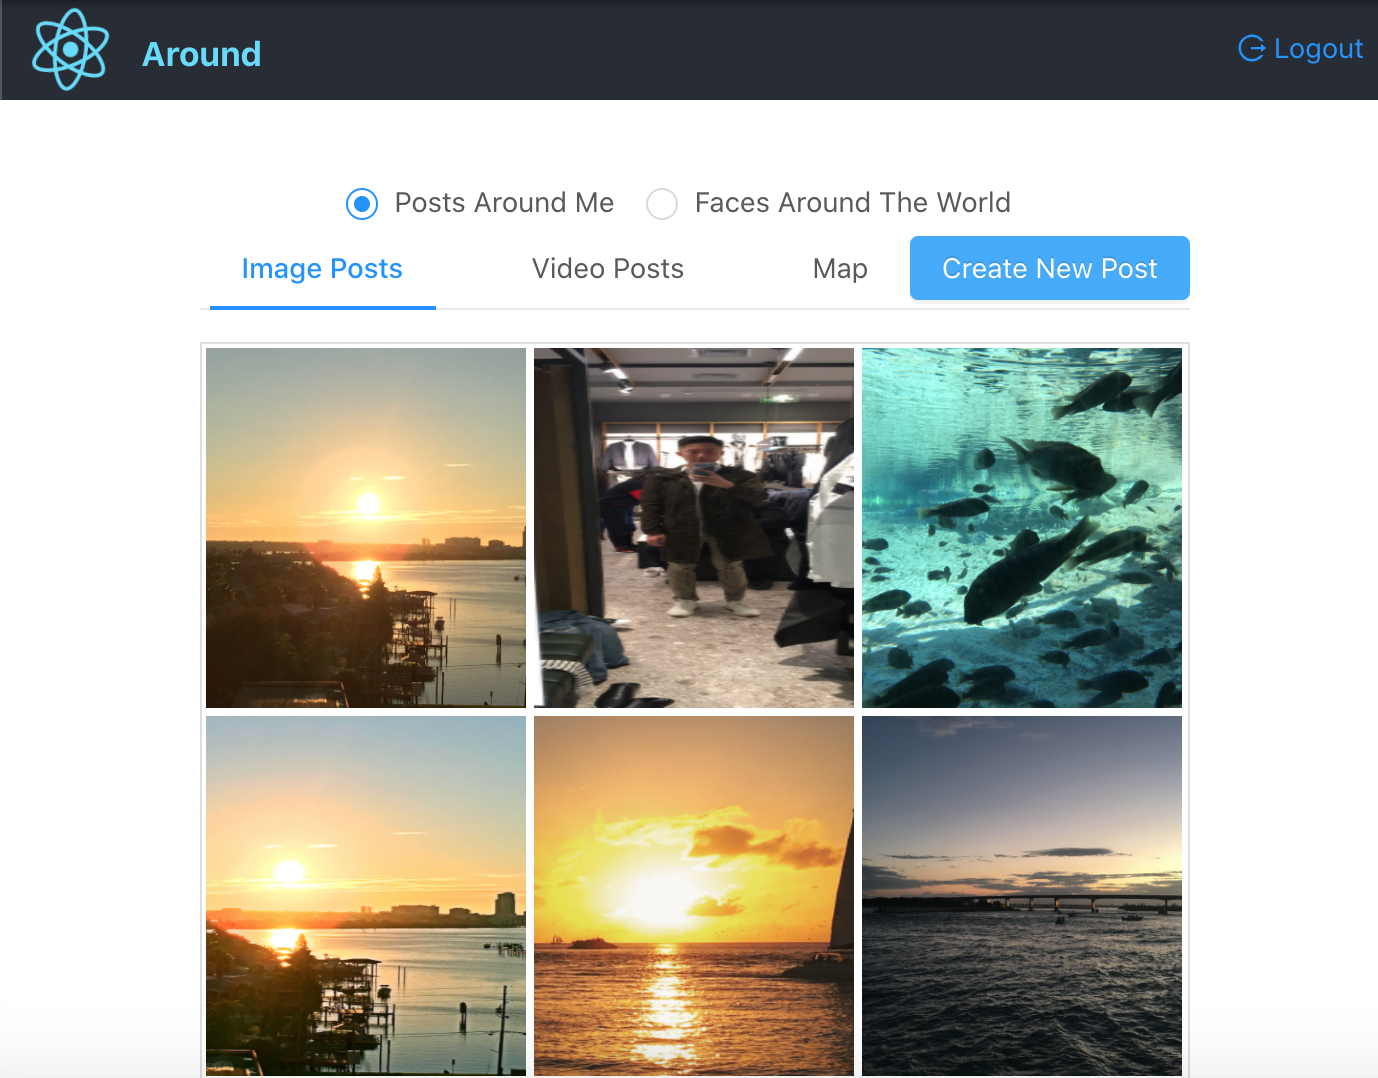 Around
Logout
Posts Around Me
Faces Around The World
Image Posts
Video Posts
Map
Create New Post